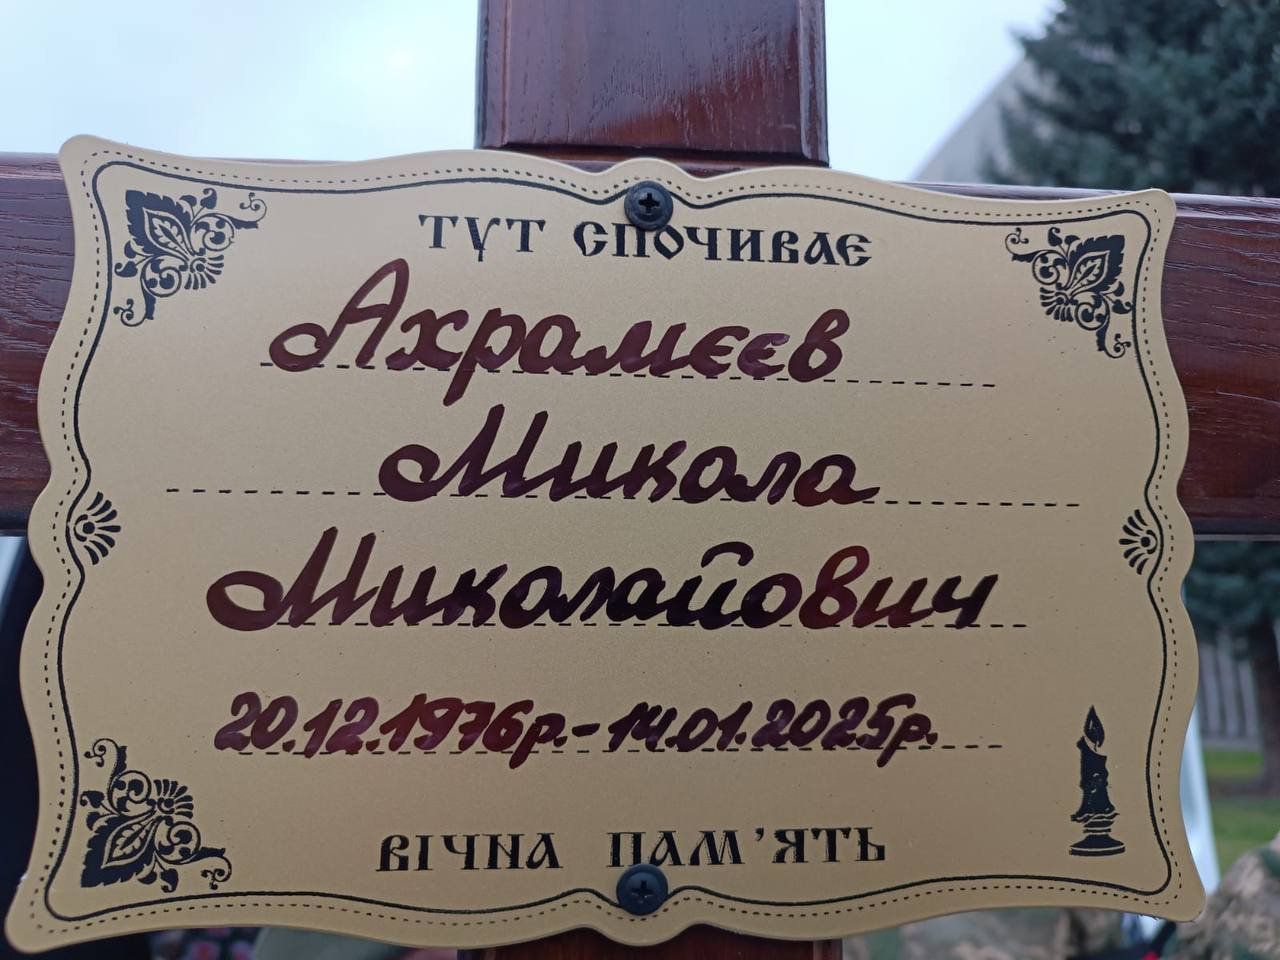 ТУТ СПОЧИВАЄ
Ахрамєєв
Микола
Миколайович
20.12.1976р.-14.01.2025р.
ВІЧНА ПАМ'ЯТЬ